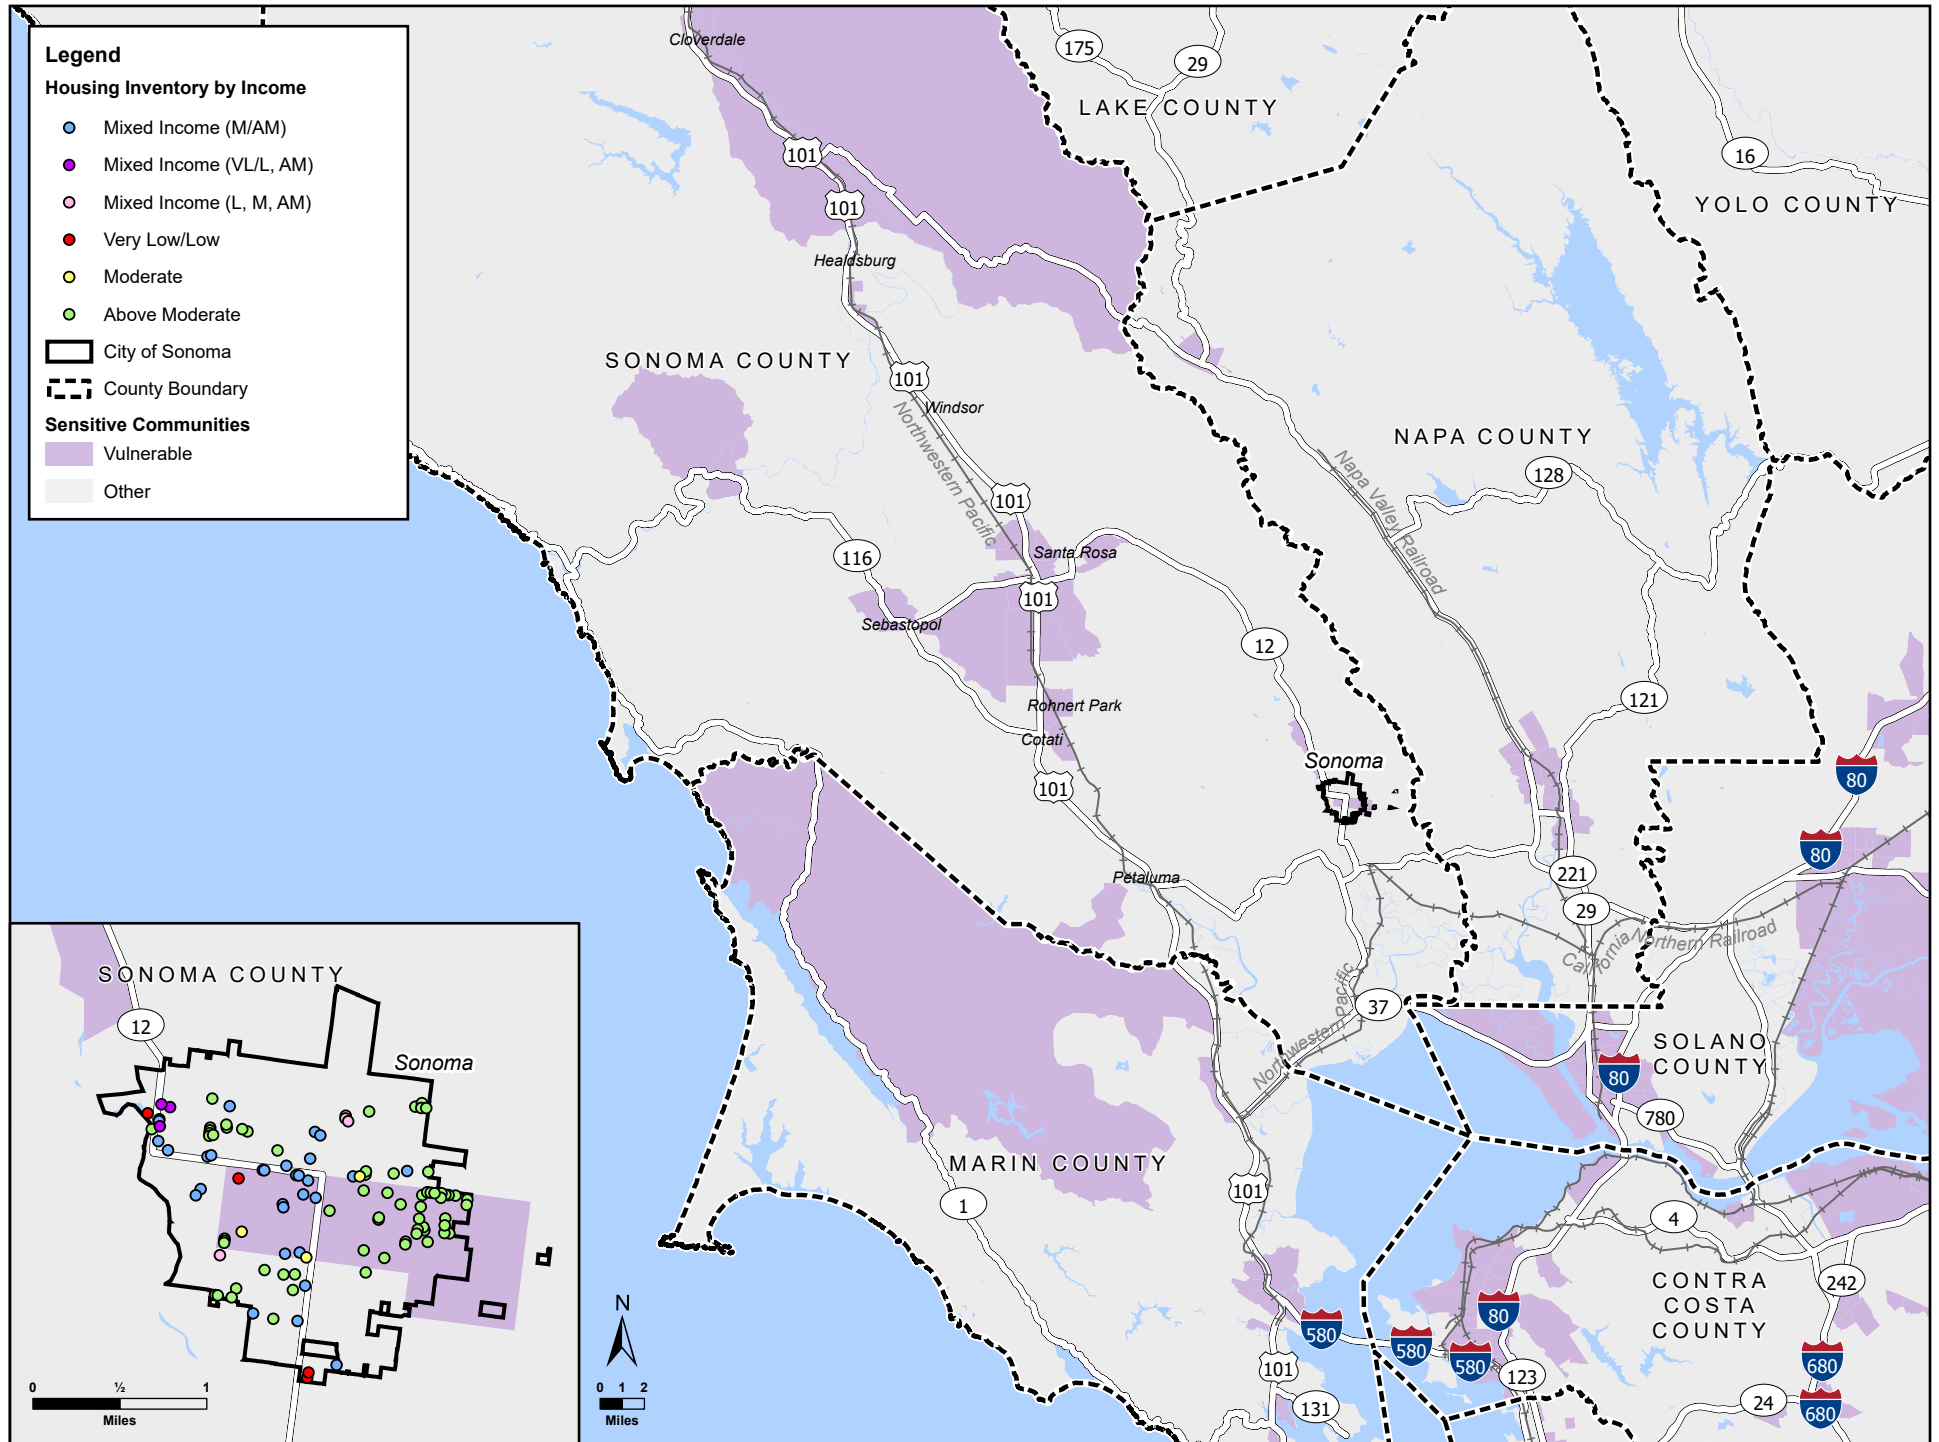 Legend
Housing Inventory by Income
Mixed Income (M/AM)
Mixed Income (VL/L, AM)
Mixed Income (L, M, AM)
Very Low/Low
Moderate
Above Moderate
City of Sonoma
County Boundary
Sensitive Communities
Vulnerable
Other
Cloverdale
175
29
LAKE COUNTY
16
YOLO COUNTY
101
101
Healdsburg
SONOMA COUNTY
101
Windsor
Northwestern Pacific
NAPA COUNTY
128
Napa Valley Railroad
101
116
Santa Rosa
101
Sebastopol
12
121
Rohnert Park
Cotati
Sonoma
101
80
80
Petaluma
221
29
California Northern Railroad
Northwestern Pacific
37
SOLANO
COUNTY
80
780
MARIN COUNTY
1
101
4
CONTRA
COSTA
COUNTY
242
80
580
580
580
680
101
123
131
24
680
SONOMA COUNTY
12
Sonoma
0 ½ 1
Miles
N
0 1 2
Miles